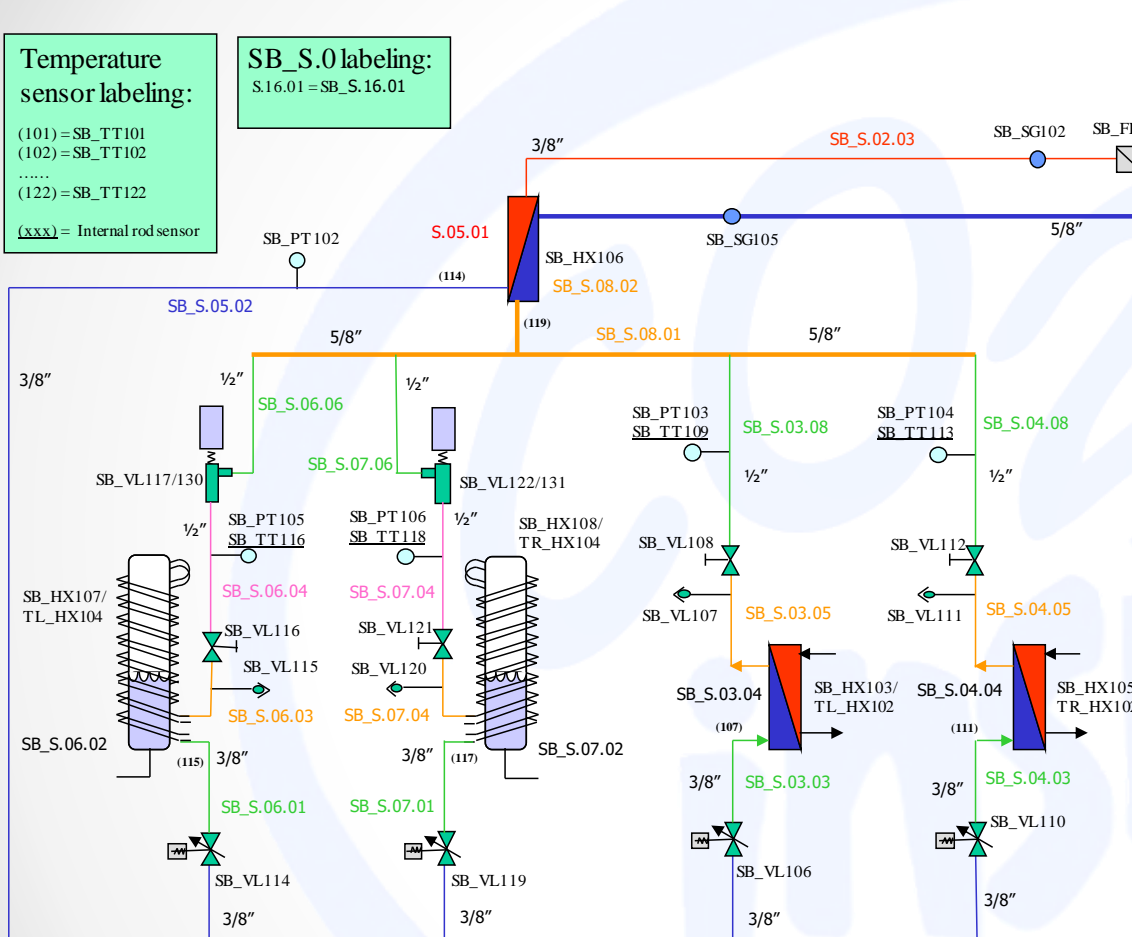 Temperature
sensor labeling:
(101) = SB_TT101
(102) = SB_TT102
......
(122) = SB_TT122
(xxx) = Internal rod sensor
SB_S.0 labeling:
S.16.01 = SB_S.16.01
3/8”
SB_S.02.03
SB_SG102
SB_F
SB_PT102
S.05.01
SB_HX106
SB_SG105
5/8”
(114)
SB_S.08.02
SB_S.05.02
(119)
5/8”
SB_S.08.01
5/8”
3/8”
½”
SB_S.06.06
½”
SB_PT103
SB_TT109
SB_S.03.08
SB_PT104
SB_TT113
SB_S.04.08
SB_S.07.06
SB_VL117/130
SB_VL122/131
½”
½”
½”
SB_PT105
SB_TT116
SB_PT106
SB_TT118
½”
SB_HX108/
TR_HX104
SB_VL108
SB_VL112
SB_HX107/
TL_HX104
SB_S.06.04
SB_S.07.04
SB_VL107
SB_S.03.05
SB_VL111
SB_S.04.05
SB_VL116
SB_VL121
SB_VL115
SB_VL120
SB_S.03.04
SB_HX103/
TL_HX102
SB_S.04.04
SB_HX105
TR_HX102
SB_S.06.03
SB_S.07.04
SB_S.06.02
(115)
3/8”
3/8”
(117)
SB_S.07.02
(107)
(111)
3/8”
SB_S.03.03
3/8”
SB_S.04.03
SB_S.06.01
SB_S.07.01
SB_VL110
SB_VL114
SB_VL119
SB_VL106
3/8”
3/8”
3/8”
3/8”